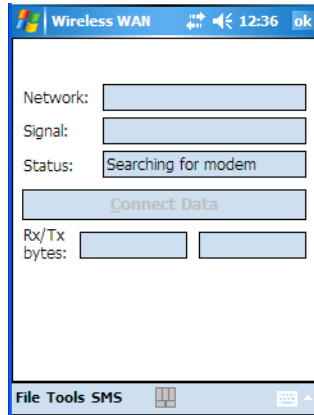 Wireless WAN 12:36 ok
Network:
Signal:
Status: Searching for modem
Connect Data
Rx/Tx
bytes:
File Tools SMS